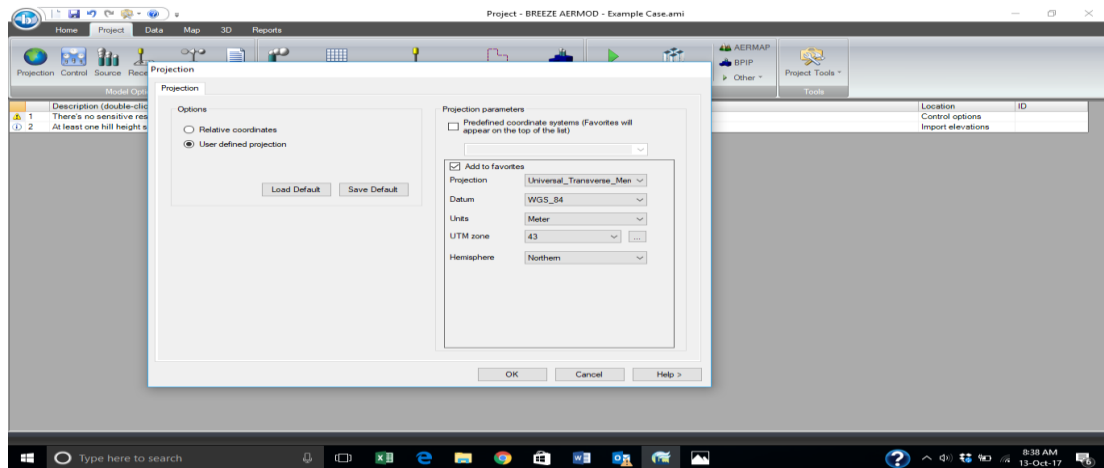 Project - BREEZE AERMOD - Example Case.ami
Home Project Data Map 3D Reports
Projection Control Source Rece
Model Opti
AERMAP
BPIP
Other
Project Tools
Tools
Description (double-clic
Location ID
1 There's no sensitive res
Control options
2 At least one hill height s
Import elevations
Projection
Projection
Options
Relative coordinates
User defined projection
Load Default Save Default
Projection parameters
Predefined coordinate systems (Favorites will
appear on the top of the list)
Add to favorites
Projection Universal_Transverse_Mer
Datum WGS_84
Units Meter
UTM zone 43 ...
Hemisphere Northern
OK Cancel Help >
Type here to search
8:38 AM
13-Oct-17